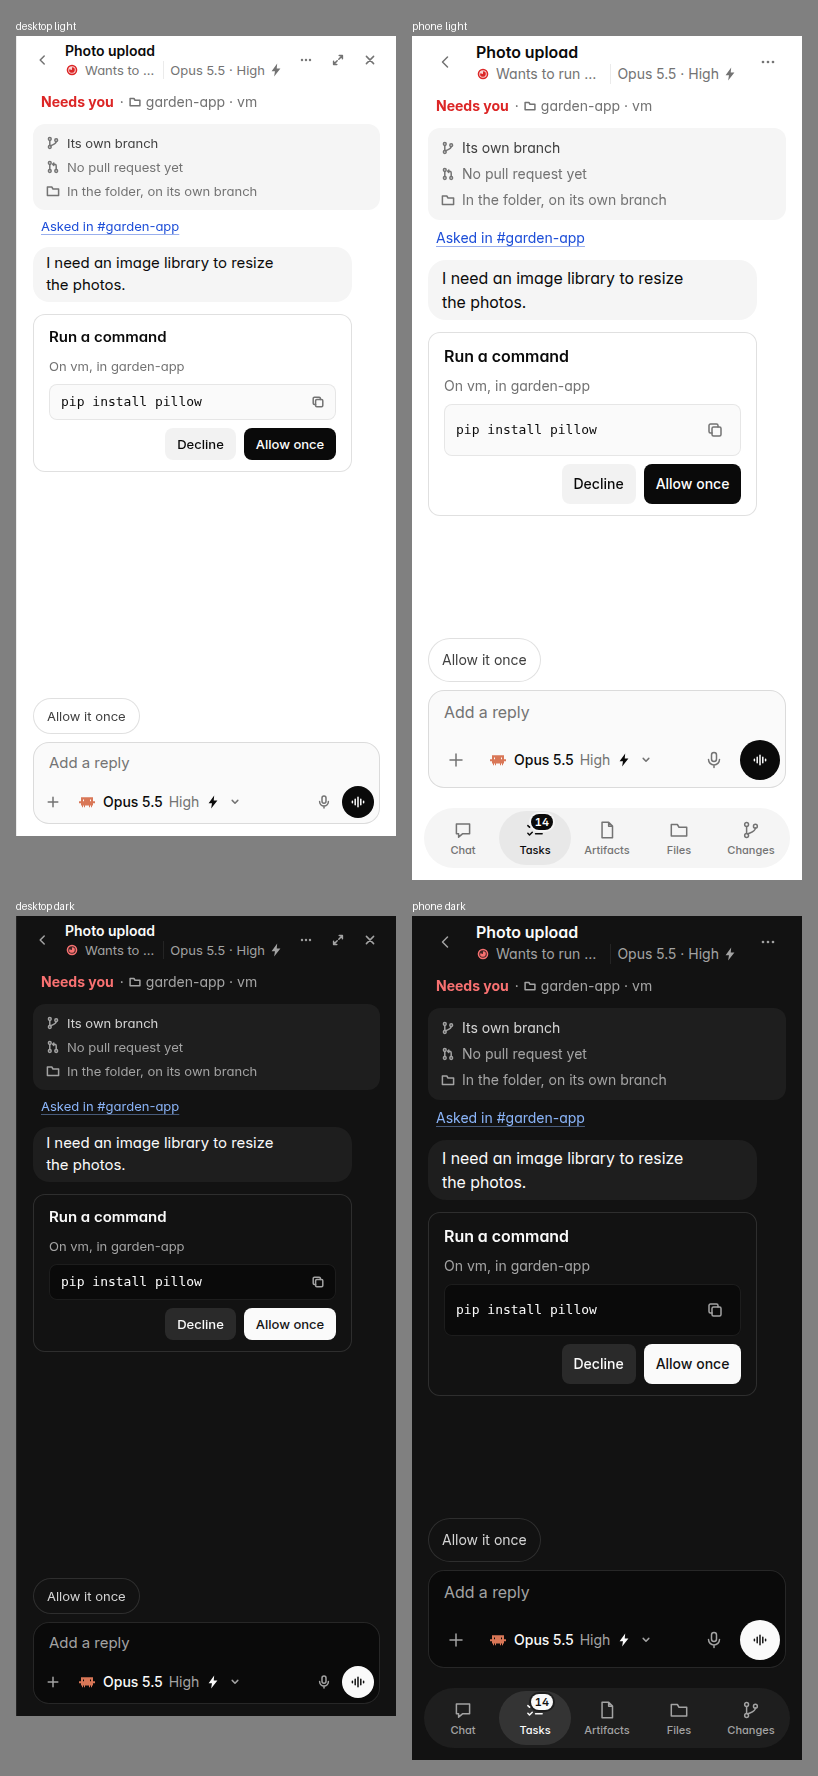 desktop light
Photo upload
Wants to ... Opus 5.5 · High
Needs you · garden-app · vm
Its own branch
No pull request yet
In the folder, on its own branch
Asked in #garden-app
I need an image library to resize
the photos.
Run a command
On vm, in garden-app
pip install pillow
Decline Allow once
Allow it once
Add a reply
Opus 5.5 High
phone light
Photo upload
Wants to run ... Opus 5.5 · High
Needs you · garden-app · vm
Its own branch
No pull request yet
In the folder, on its own branch
Asked in #garden-app
I need an image library to resize
the photos.
Run a command
On vm, in garden-app
pip install pillow
Decline Allow once
Allow it once
Add a reply
Opus 5.5 High
14
Chat Tasks Artifacts Files Changes
desktop dark
Photo upload
Wants to ... Opus 5.5 · High
Needs you · garden-app · vm
Its own branch
No pull request yet
In the folder, on its own branch
Asked in #garden-app
I need an image library to resize
the photos.
Run a command
On vm, in garden-app
pip install pillow
Decline Allow once
Allow it once
Add a reply
Opus 5.5 High
phone dark
Photo upload
Wants to run ... Opus 5.5 · High
Needs you · garden-app · vm
Its own branch
No pull request yet
In the folder, on its own branch
Asked in #garden-app
I need an image library to resize
the photos.
Run a command
On vm, in garden-app
pip install pillow
Decline Allow once
Allow it once
Add a reply
Opus 5.5 High
14
Chat Tasks Artifacts Files Changes